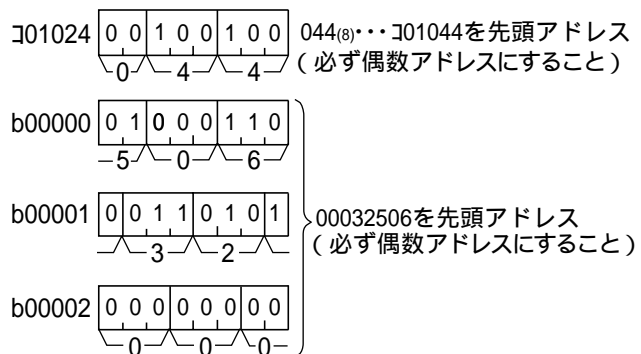 コ01024 0 0 1 0 0 1 0 0 044(8)･･･コ01044を先頭アドレス
0 4 4 (必ず偶数アドレスにすること)
b00000 0 1 0 0 0 1 1 0
5 0 6
b00001 0 0 1 1 0 1 0 1 00032506を先頭アドレス
3 2 (必ず偶数アドレスにすること)
b00002 0 0 0 0 0 0 0 0
0 0 0